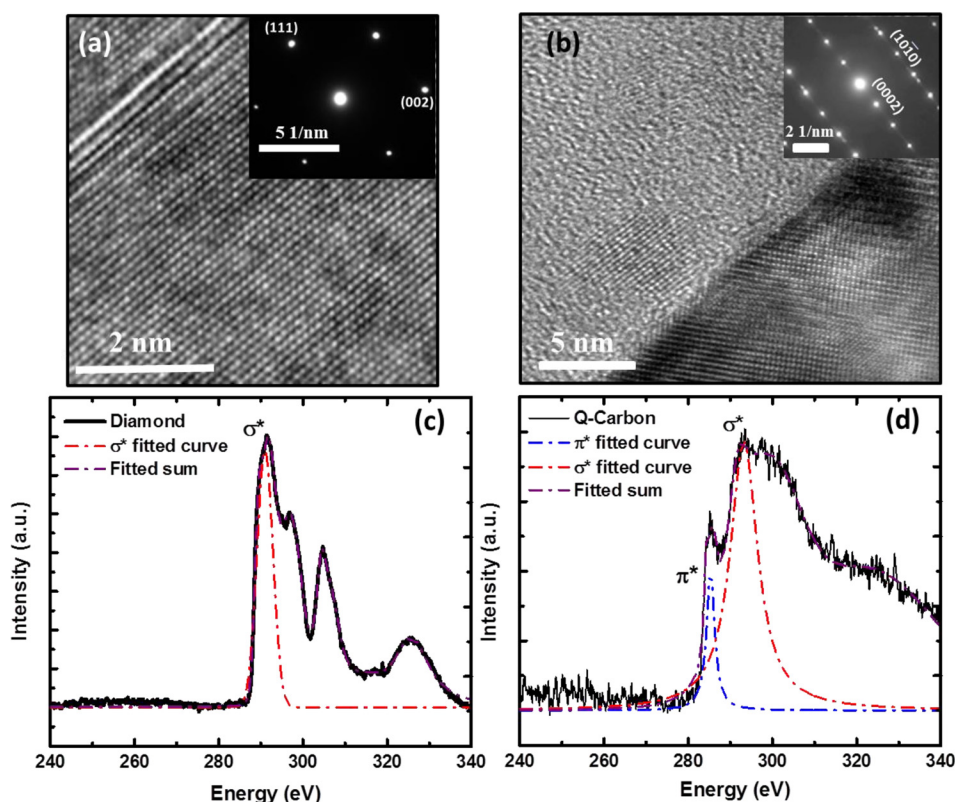 (a)
(111)
(002)
5 1/nm
2 nm
(b)
(101̄0)
(0002)
2 1/nm
5 nm
(c)
Diamond
σ* fitted curve
Fitted sum
σ*
Intensity (a.u.)
240 260 280 300 320 340
Energy (eV)
(d)
Q-Carbon
π* fitted curve
σ* fitted curve
Fitted sum
σ*
π*
Intensity (a.u.)
240 260 280 300 320 340
Energy (eV)